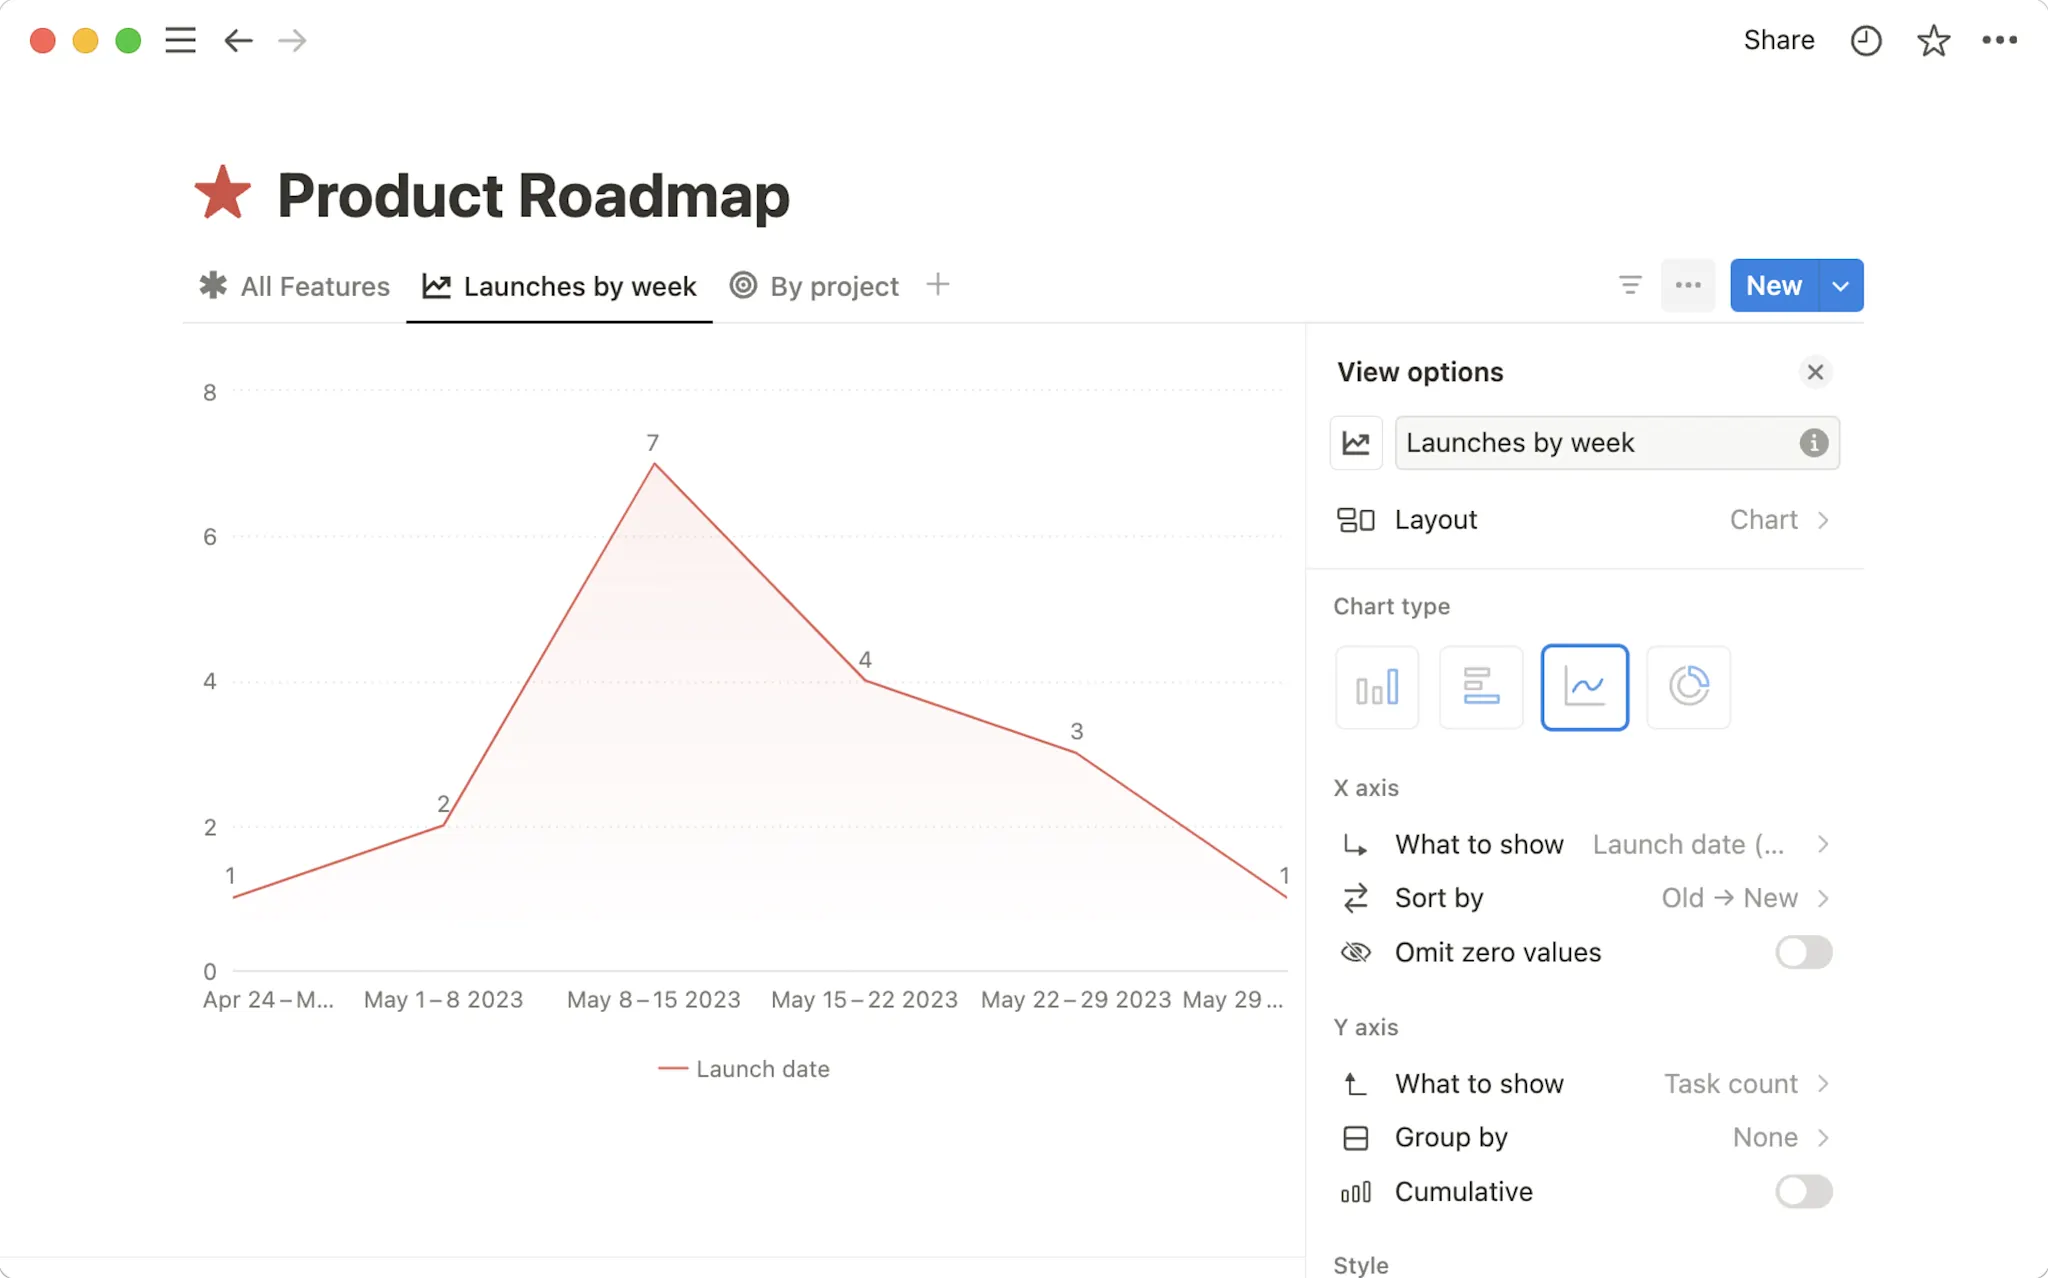 Share
Product Roadmap
All Features
Launches by week
By project
New
8
6
4
2
0
1
2
7
4
3
1
Apr 24 – M...
May 1 – 8 2023
May 8 – 15 2023
May 15 – 22 2023
May 22 – 29 2023
May 29 ...
Launch date
View options
Launches by week
Layout Chart
Chart type
X axis
What to show Launch date (...
Sort by Old → New
Omit zero values
Y axis
What to show Task count
Group by None
Cumulative
Style